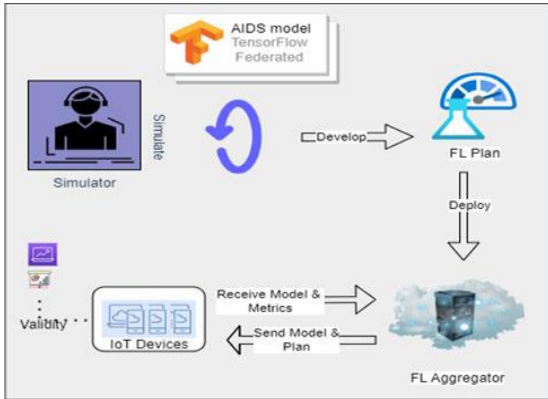 AIDS model
TensorFlow
Federated
Simulate
Simulator
Develop
FL Plan
Deploy
Validity
IoT Devices
Receive Model &
Metrics
Send Model &
Plan
FL Aggregator